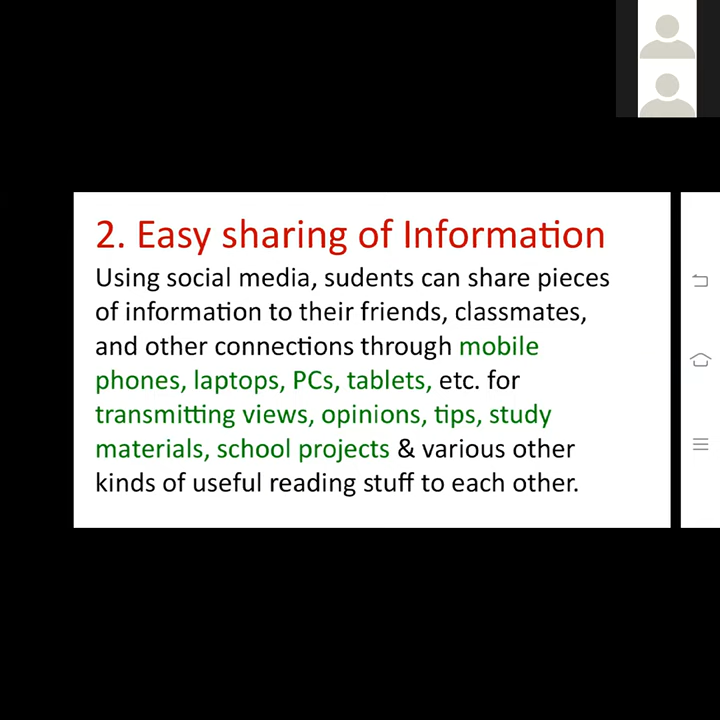 2. Easy sharing of Information
Using social media, sudents can share pieces
of information to their friends, classmates,
and other connections through mobile
phones, laptops, PCs, tablets, etc. for
transmitting views, opinions, tips, study
materials, school projects & various other
kinds of useful reading stuff to each other.